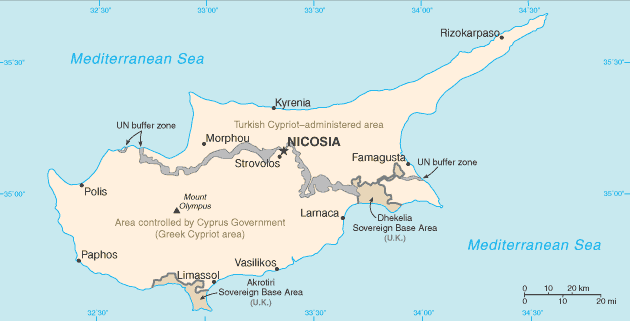 32˚30'
33˚00'
33˚30'
34˚00'
34˚30'
Rizokarpaso
Mediterranean Sea
35˚30'
35˚30'
Kyrenia
UN buffer zone
Turkish Cypriot–administered area
Morphou
NICOSIA
Strovolos
Famagusta
UN buffer zone
Polis
35˚00'
35˚00'
Mount
Olympus
Area controlled by Cyprus Government
(Greek Cypriot area)
Larnaca
Dhekelia
Sovereign Base Area
(U.K.)
Mediterranean Sea
Paphos
Vasilikos
Limassol
Akrotiri
Sovereign Base Area
(U.K.)
0 10 20 km
0 10 20 mi
32˚30'
33˚00'
33˚30'
34˚00'
34˚30'